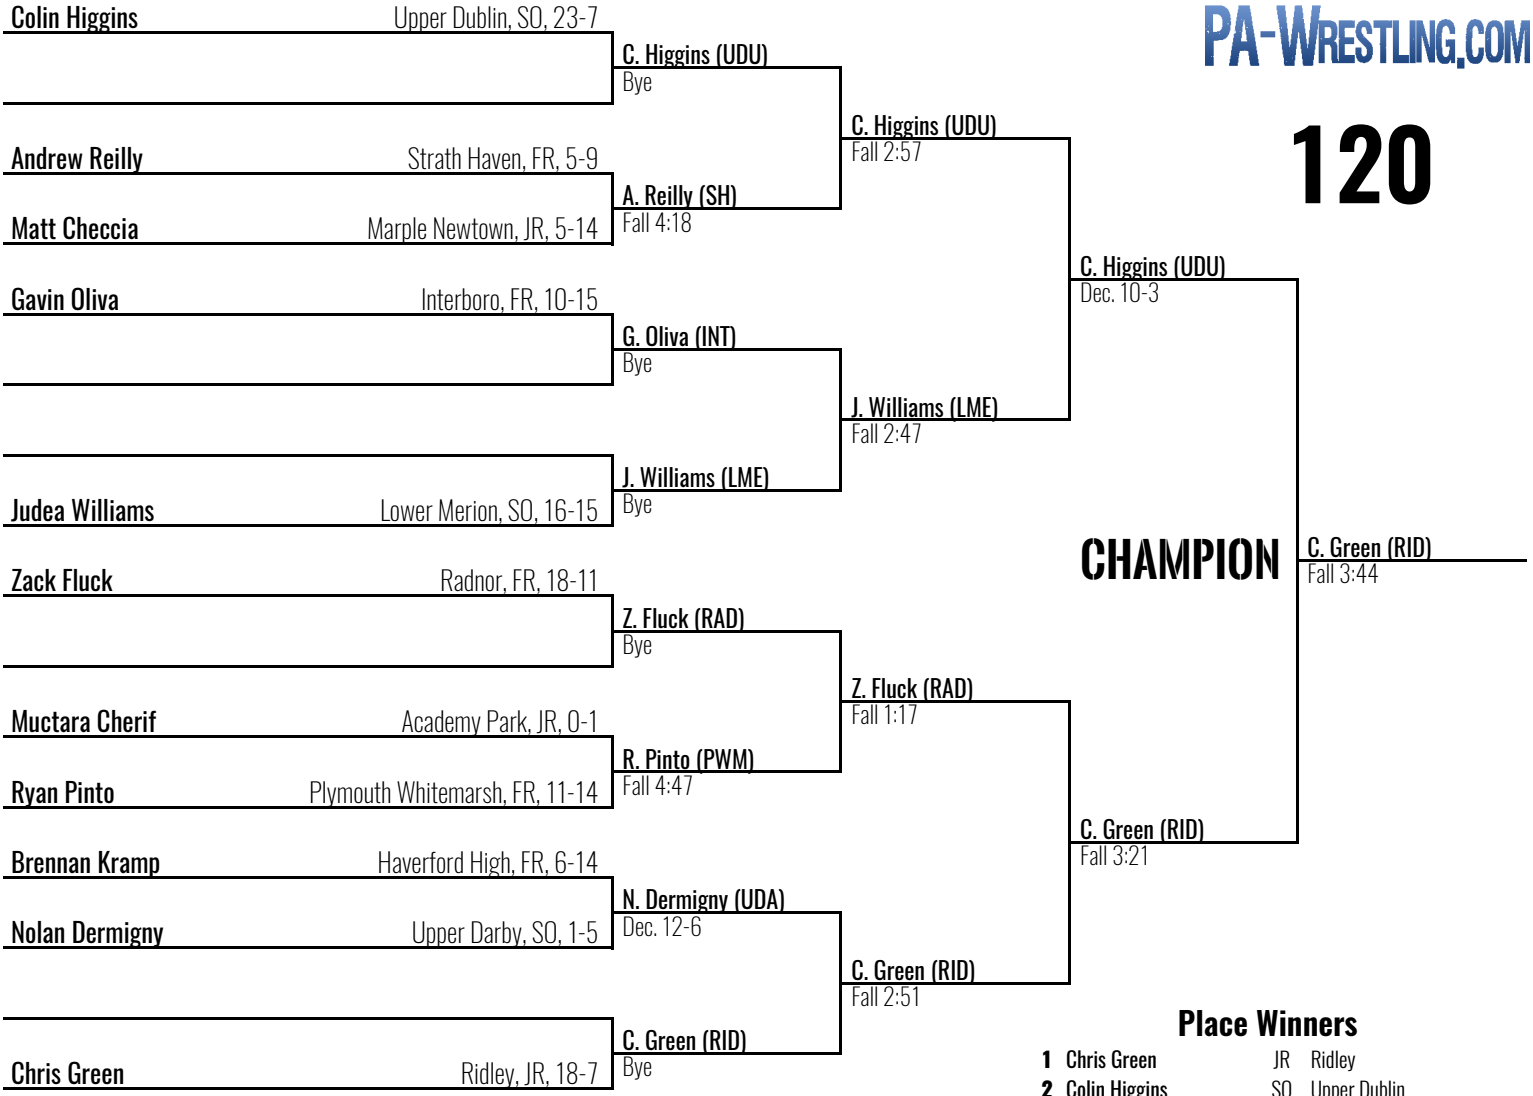 PA-WRESTLING.COM
120
Colin Higgins Upper Dublin, SO, 23-7
Andrew Reilly Strath Haven, FR, 5-9
Matt Checcia Marple Newtown, JR, 5-14
Gavin Oliva Interboro, FR, 10-15
Judea Williams Lower Merion, SO, 16-15
Zack Fluck Radnor, FR, 18-11
Muctara Cherif Academy Park, JR, 0-1
Ryan Pinto Plymouth Whitemarsh, FR, 11-14
Brennan Kramp Haverford High, FR, 6-14
Nolan Dermigny Upper Darby, SO, 1-5
Chris Green Ridley, JR, 18-7
C. Higgins (UDU)
Bye
A. Reilly (SH)
Fall 4:18
G. Oliva (INT)
Bye
J. Williams (LME)
Bye
Z. Fluck (RAD)
Bye
R. Pinto (PWM)
Fall 4:47
N. Dermigny (UDA)
Dec. 12-6
C. Green (RID)
Bye
C. Higgins (UDU)
Fall 2:57
J. Williams (LME)
Fall 2:47
Z. Fluck (RAD)
Fall 1:17
C. Green (RID)
Fall 2:51
C. Higgins (UDU)
Dec. 10-3
C. Green (RID)
Fall 3:21
CHAMPION
C. Green (RID)
Fall 3:44
Place Winners
1 Chris Green JR Ridley
2 Colin Higgins SO Upper Dublin